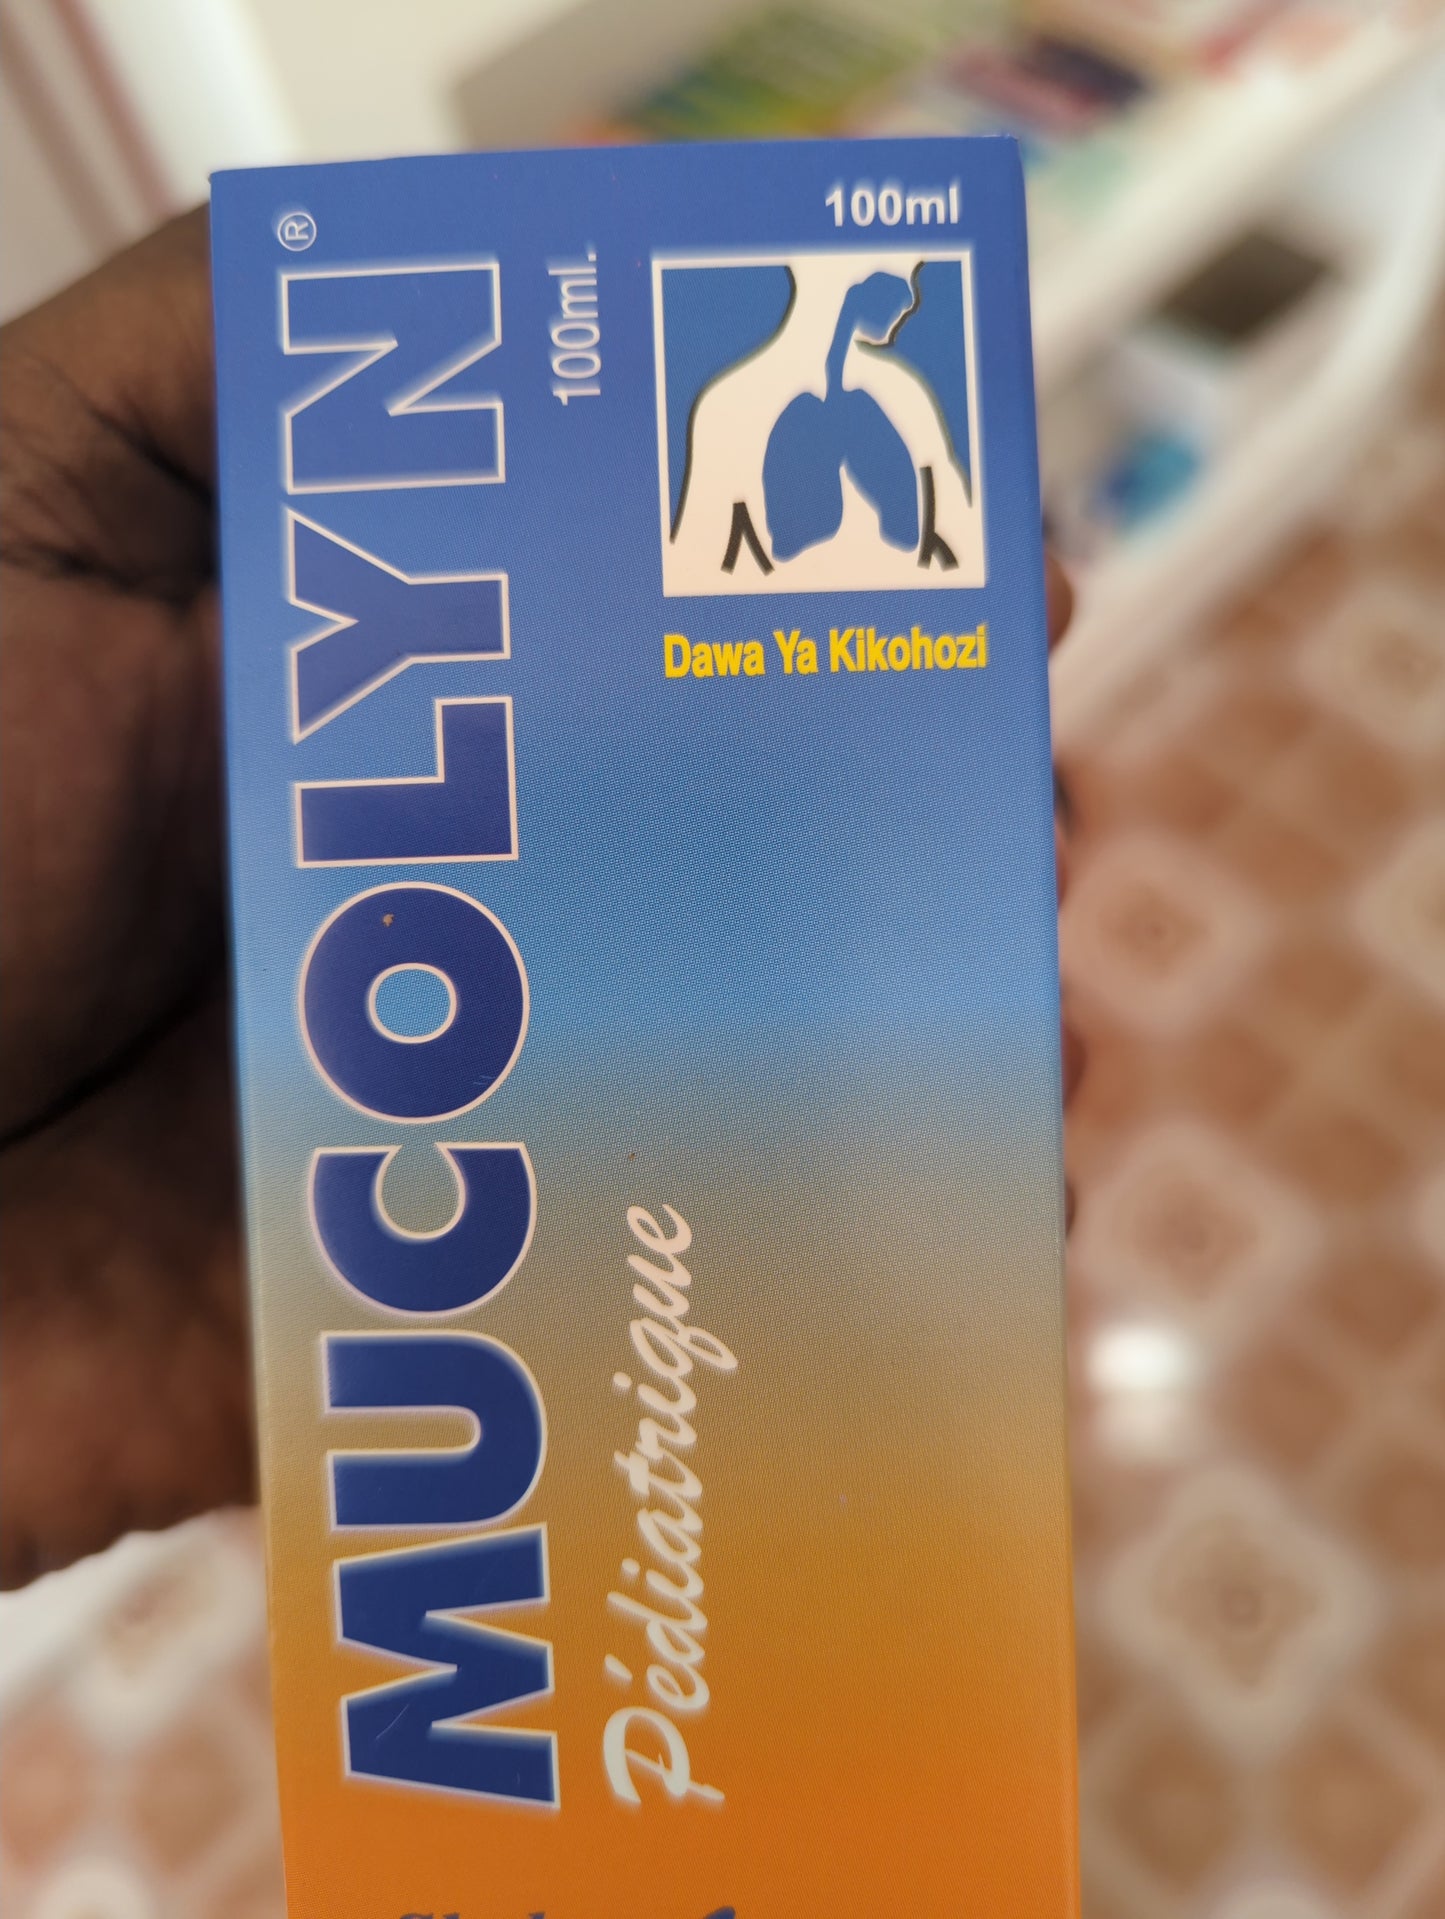 MUCOLYN®
100ml.
Pédiatrique
100ml
Dawa Ya Kikohozi